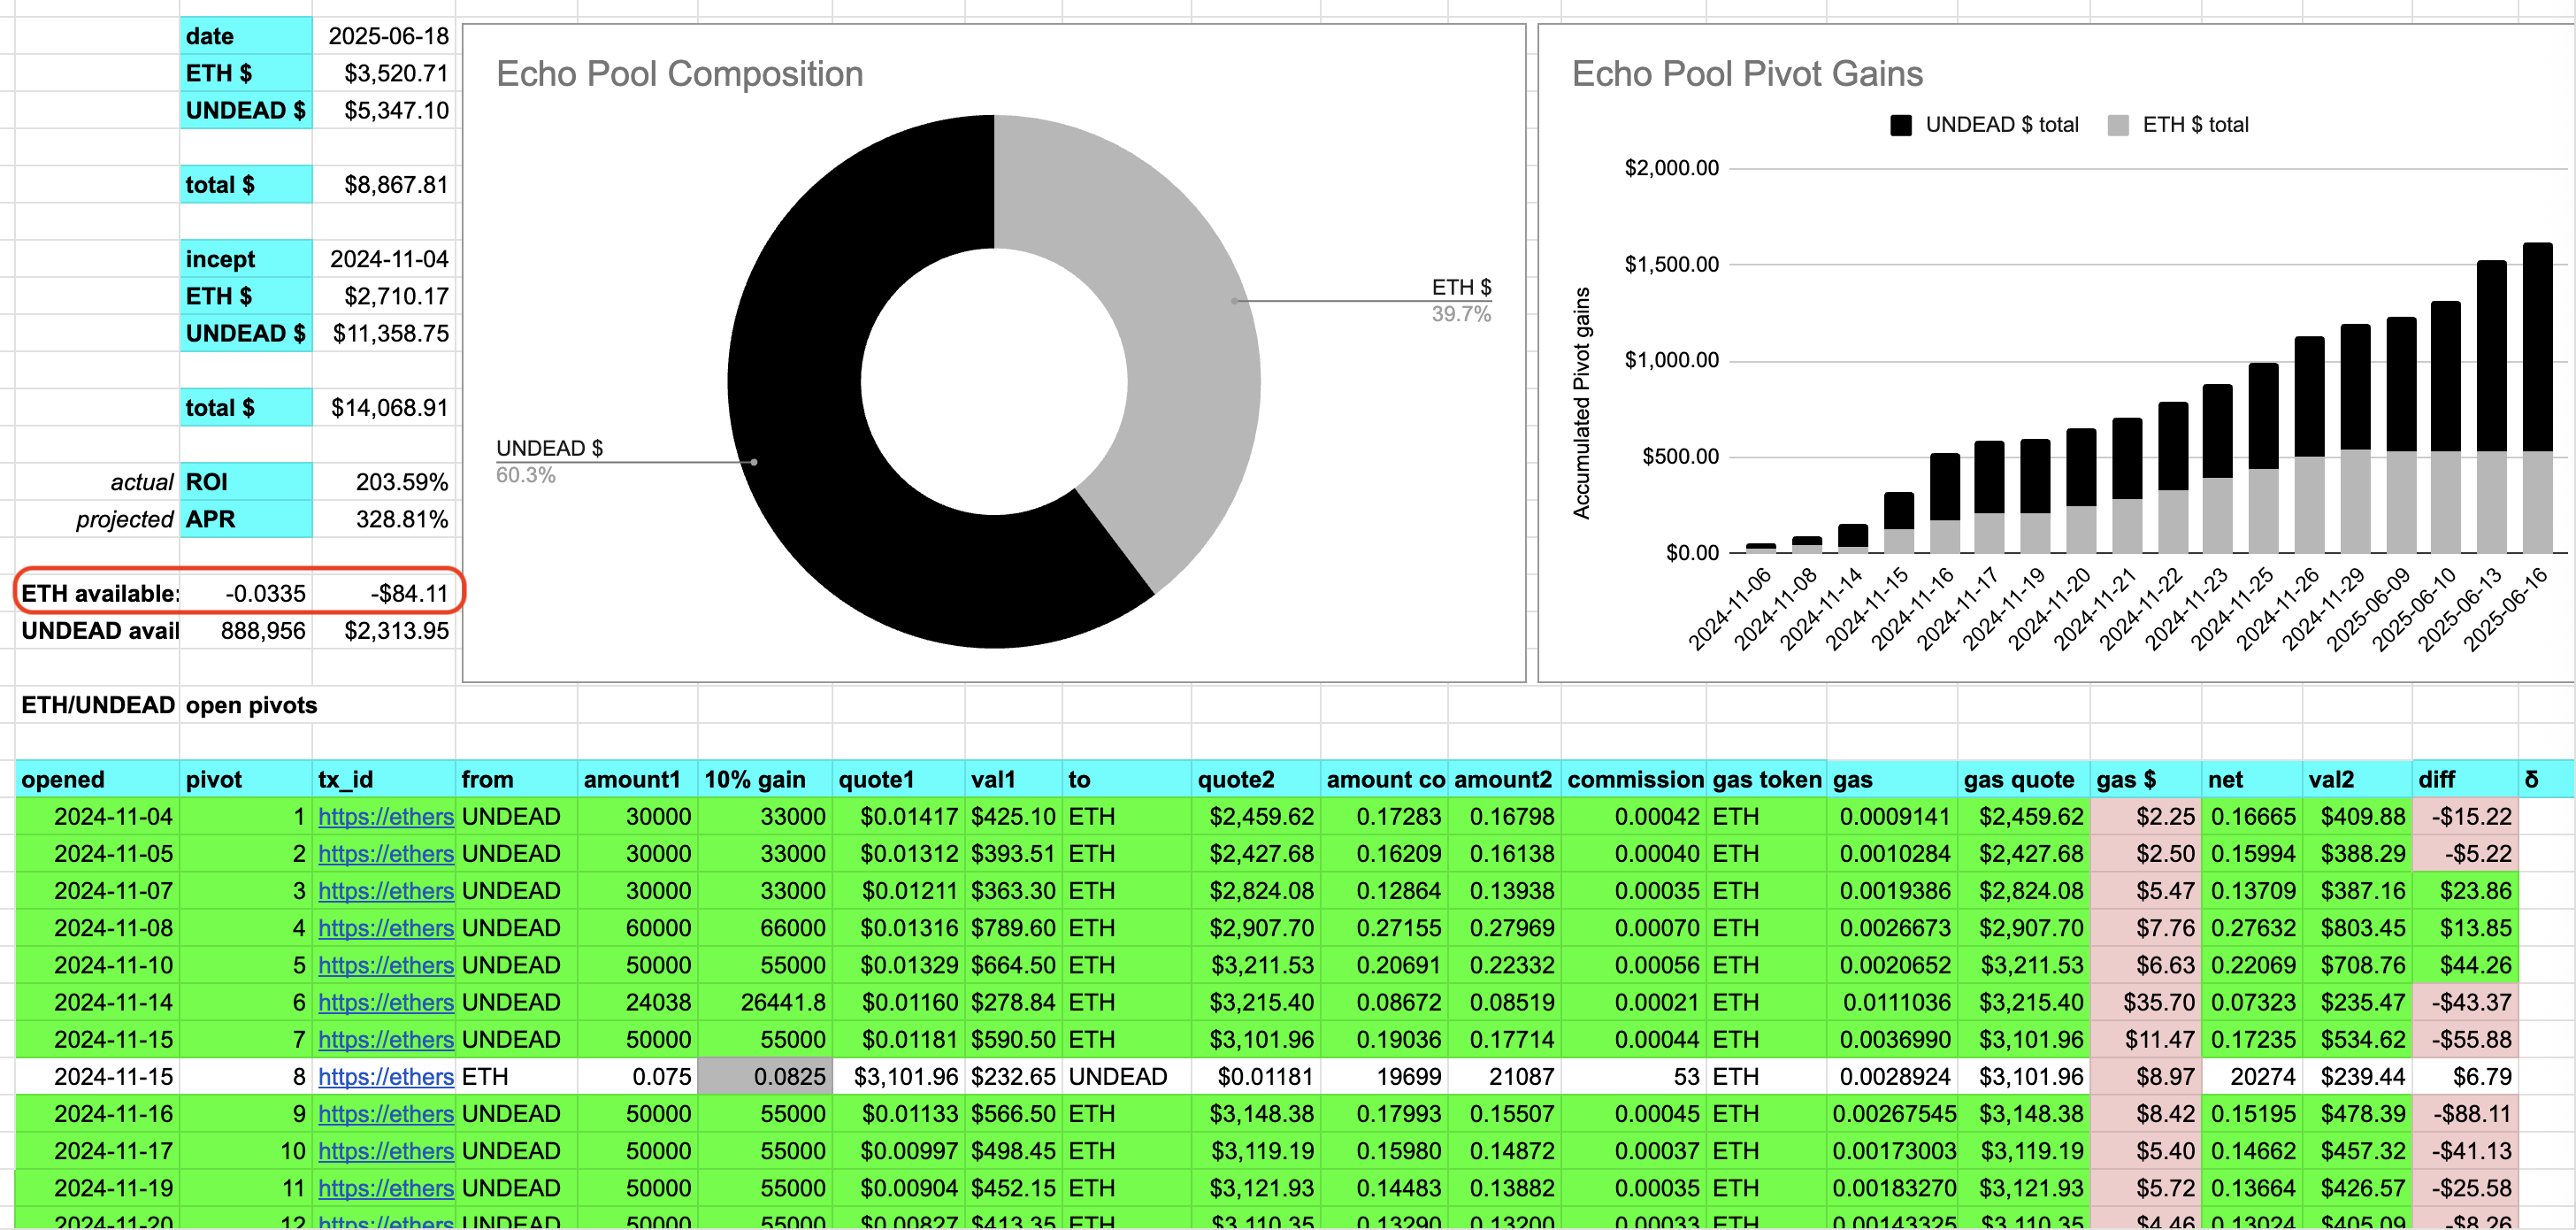 date 2025-06-18
ETH $ $3,520.71
UNDEAD $ $5,347.10
total $ $8,867.81
incept 2024-11-04
ETH $ $2,710.17
UNDEAD $ $11,358.75
total $ $14,068.91
actual ROI 203.59%
projected APR 328.81%
ETH available: -0.0335 -$84.11
UNDEAD avail 888,956 $2,313.95
Echo Pool Composition
ETH $
39.7%
UNDEAD $
60.3%
Echo Pool Pivot Gains
UNDEAD $ total ETH $ total
Accumulated Pivot gains
$2,000.00
$1,500.00
$1,000.00
$500.00
$0.00
2024-11-06 2024-11-08 2024-11-14 2024-11-15 2024-11-16 2024-11-17 2024-11-19 2024-11-20 2024-11-21 2024-11-22 2024-11-23 2024-11-25 2024-11-26 2024-11-29 2025-06-09 2025-06-10 2025-06-13 2025-06-16
ETH/UNDEAD open pivots
opened pivot tx_id from amount1 10% gain quote1 val1 to quote2 amount co amount2 commission gas token gas gas quote gas $ net val2 diff δ
2024-11-04 1 https://ethers UNDEAD 30000 33000 $0.01417 $425.10 ETH $2,459.62 0.17283 0.16798 0.00042 ETH 0.0009141 $2,459.62 $2.25 0.16665 $409.88 -$15.22
2024-11-05 2 https://ethers UNDEAD 30000 33000 $0.01312 $393.51 ETH $2,427.68 0.16209 0.16138 0.00040 ETH 0.0010284 $2,427.68 $2.50 0.15994 $388.29 -$5.22
2024-11-07 3 https://ethers UNDEAD 30000 33000 $0.01211 $363.30 ETH $2,824.08 0.12864 0.13938 0.00035 ETH 0.0019386 $2,824.08 $5.47 0.13709 $387.16 $23.86
2024-11-08 4 https://ethers UNDEAD 60000 66000 $0.01316 $789.60 ETH $2,907.70 0.27155 0.27969 0.00070 ETH 0.0026673 $2,907.70 $7.76 0.27632 $803.45 $13.85
2024-11-10 5 https://ethers UNDEAD 50000 55000 $0.01329 $664.50 ETH $3,211.53 0.20691 0.22332 0.00056 ETH 0.0020652 $3,211.53 $6.63 0.22069 $708.76 $44.26
2024-11-14 6 https://ethers UNDEAD 24038 26441.8 $0.01160 $278.84 ETH $3,215.40 0.08672 0.08519 0.00021 ETH 0.0111036 $3,215.40 $35.70 0.07323 $235.47 -$43.37
2024-11-15 7 https://ethers UNDEAD 50000 55000 $0.01181 $590.50 ETH $3,101.96 0.19036 0.17714 0.00044 ETH 0.0036990 $3,101.96 $11.47 0.17235 $534.62 -$55.88
2024-11-15 8 https://ethers ETH 0.075 0.0825 $3,101.96 $232.65 UNDEAD $0.01181 19699 21087 53 ETH 0.0028924 $3,101.96 $8.97 20274 $239.44 $6.79
2024-11-16 9 https://ethers UNDEAD 50000 55000 $0.01133 $566.50 ETH $3,148.38 0.17993 0.15507 0.00045 ETH 0.00267545 $3,148.38 $8.42 0.15195 $478.39 -$88.11
2024-11-17 10 https://ethers UNDEAD 50000 55000 $0.00997 $498.45 ETH $3,119.19 0.15980 0.14872 0.00037 ETH 0.00173003 $3,119.19 $5.40 0.14662 $457.32 -$41.13
2024-11-19 11 https://ethers UNDEAD 50000 55000 $0.00904 $452.15 ETH $3,121.93 0.14483 0.13882 0.00035 ETH 0.00183270 $3,121.93 $5.72 0.13664 $426.57 -$25.58
2024-11-20 12 https://ethers UNDEAD 50000 55000 $0.00827 $413.35 ETH $3,110.35 0.13290 0.13200 0.00033 ETH 0.00143325 $3,110.35 $4.46 0.13024 $405.09 -$8.26